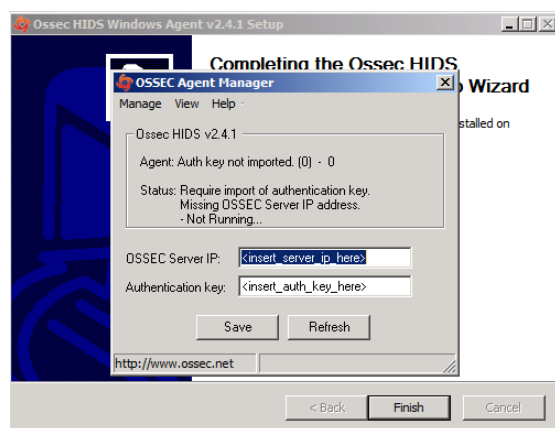 Ossec HIDS Windows Agent v2.4.1 Setup
Completing the Ossec HIDS
Wizard
stalled on
OSSEC Agent Manager
Manage View Help
Ossec HIDS v2.4.1
Agent: Auth key not imported. (0) - 0
Status: Require import of authentication key.
Missing OSSEC Server IP address.
- Not Running...
OSSEC Server IP: <insert_server_ip_here>
Authentication key: <insert_auth_key_here>
Save Refresh
http://www.ossec.net
< Back Finish Cancel